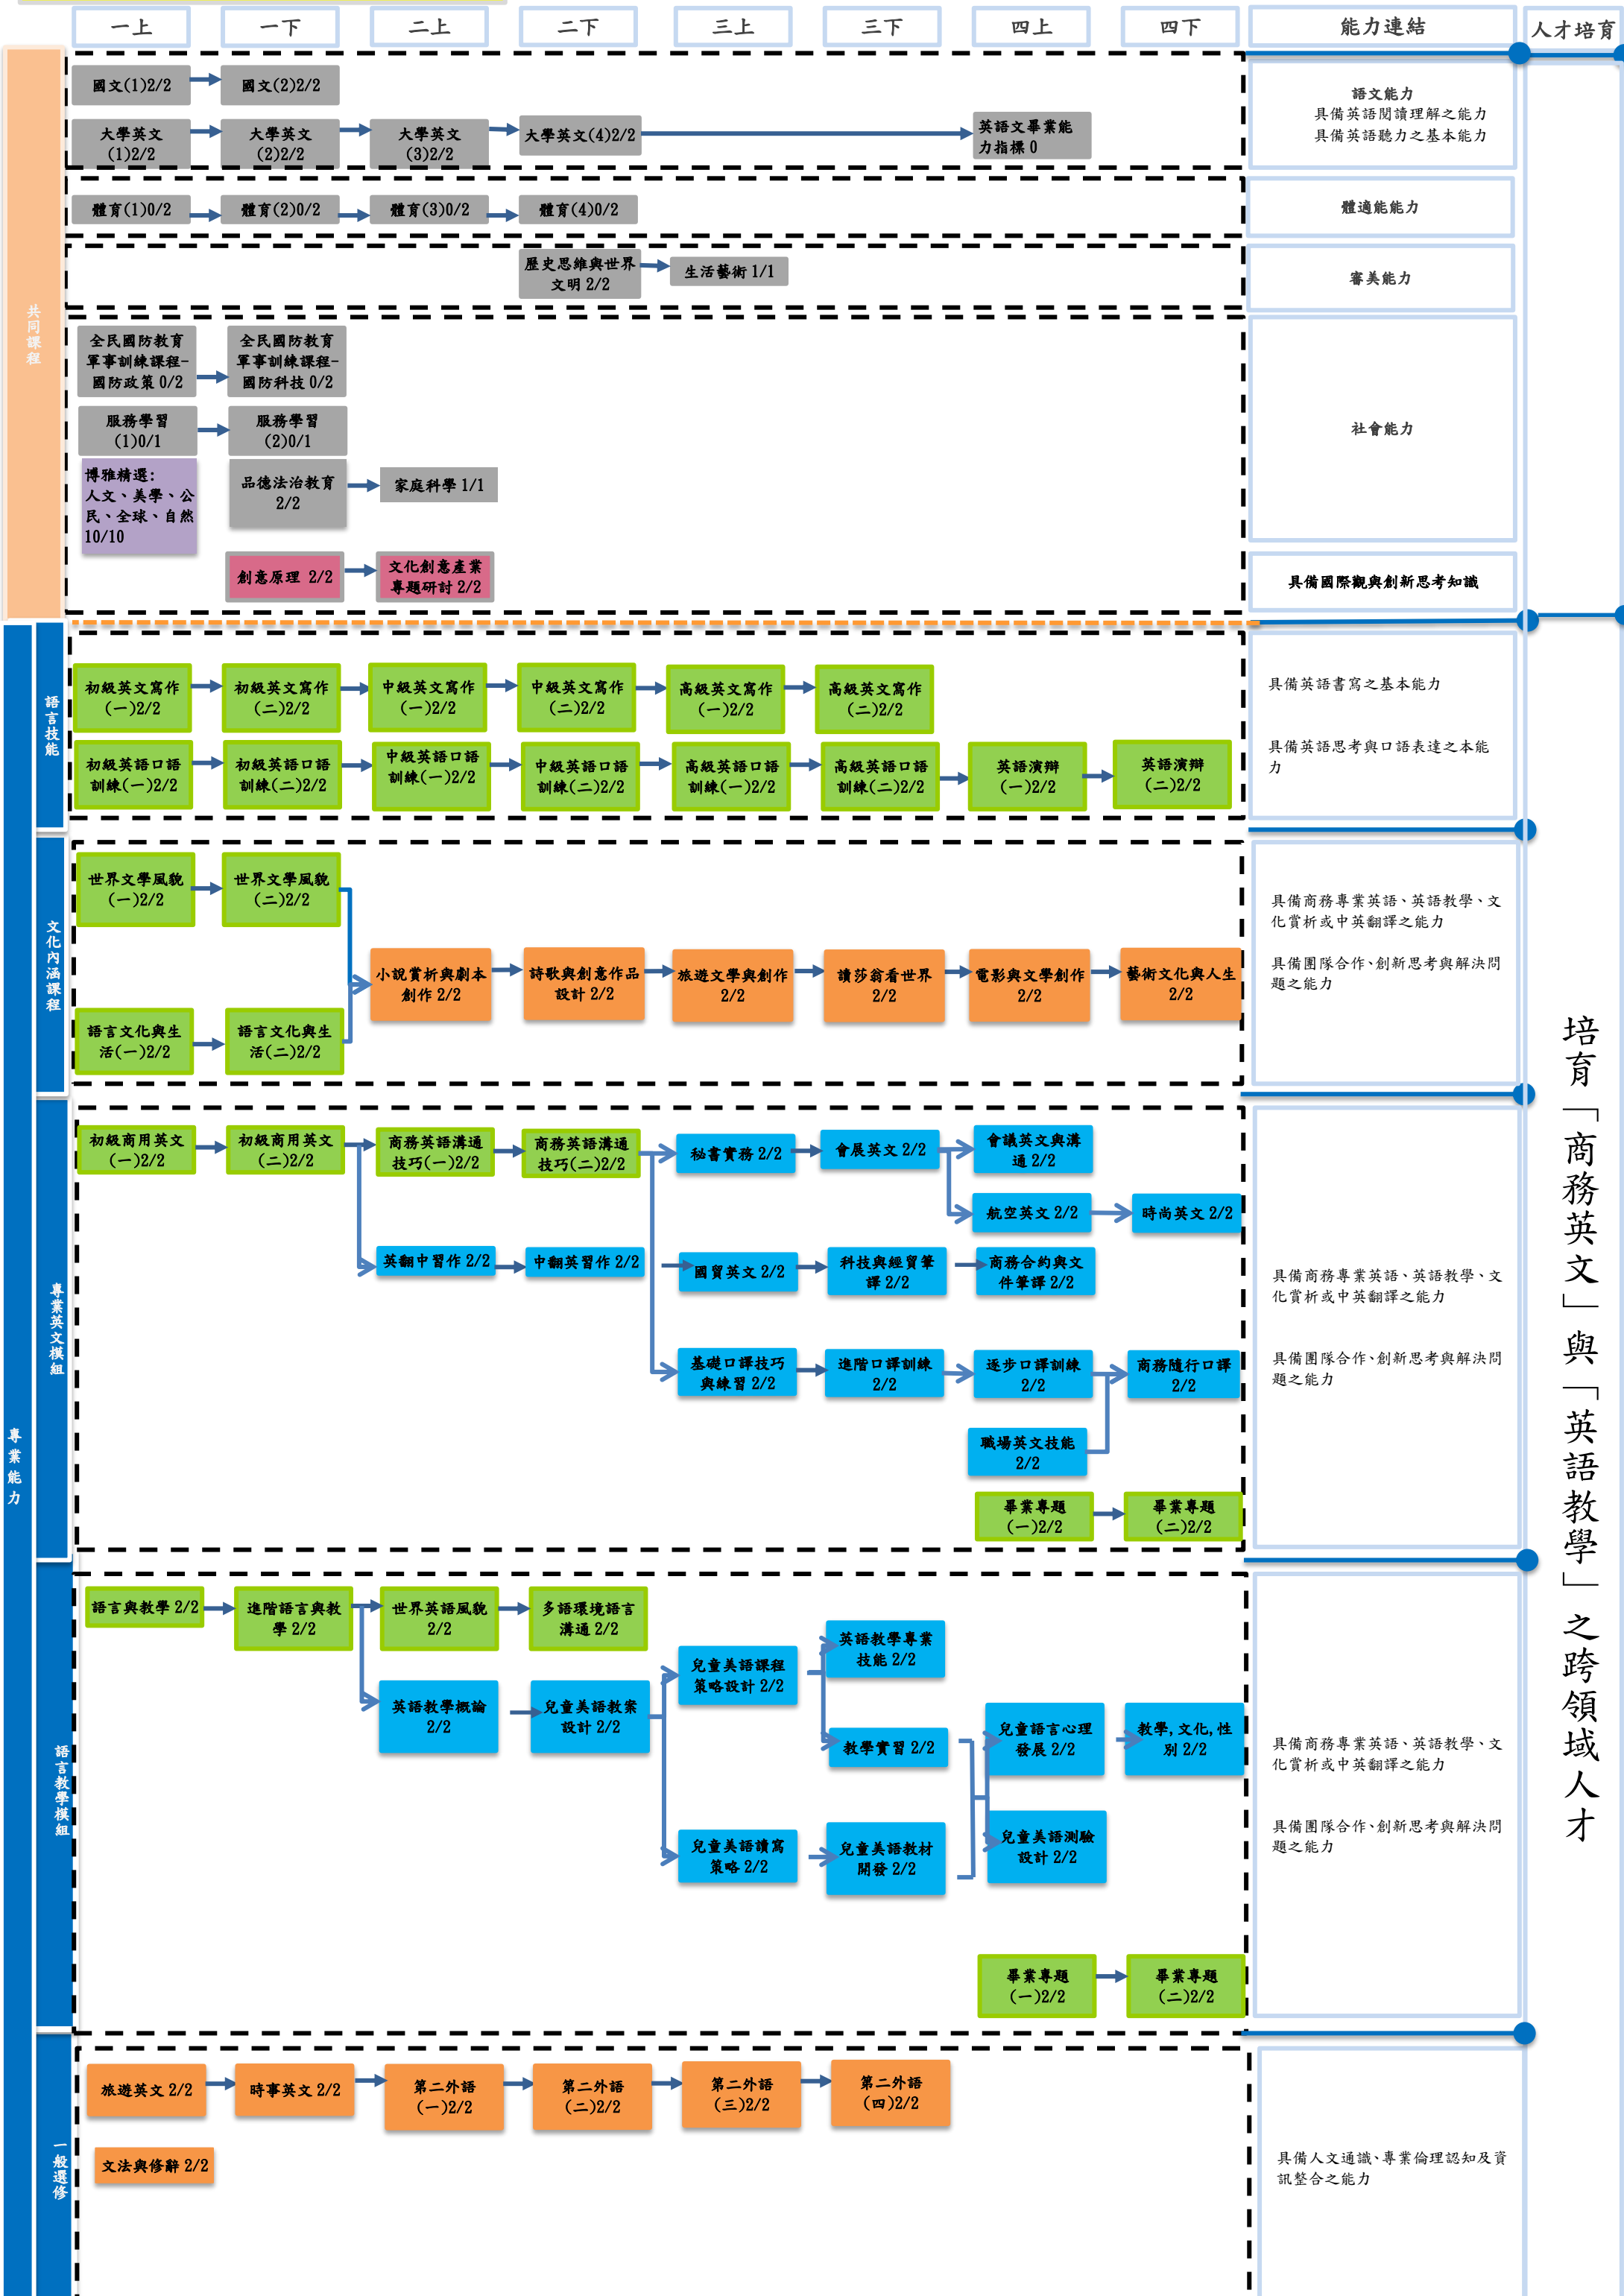 一上
一下
二上
二下
三上
三下
四上
四下
能力連結
人才培育
共同課程
國文(1)2/2
國文(2)2/2
大學英文
(1)2/2
大學英文
(2)2/2
大學英文
(3)2/2
大學英文(4)2/2
英語文畢業能
力指標 0
語文能力
具備英語閱讀理解之能力
具備英語聽力之基本能力
體育(1)0/2
體育(2)0/2
體育(3)0/2
體育(4)0/2
體適能能力
歷史思維與世界
文明 2/2
生活藝術 1/1
審美能力
全民國防教育
軍事訓練課程-
國防政策 0/2
全民國防教育
軍事訓練課程-
國防科技 0/2
服務學習
(1)0/1
服務學習
(2)0/1
博雅精選:
人文、美學、公
民、全球、自然
10/10
品德法治教育
2/2
家庭科學 1/1
社會能力
創意原理 2/2
文化創意產業
專題研討 2/2
具備國際觀與創新思考知識
專業能力
語言技能
初級英文寫作
(一)2/2
初級英文寫作
(二)2/2
中級英文寫作
(一)2/2
中級英文寫作
(二)2/2
高級英文寫作
(一)2/2
高級英文寫作
(二)2/2
具備英語書寫之基本能力
初級英語口語
訓練(一)2/2
初級英語口語
訓練(二)2/2
中級英語口語
訓練(一)2/2
中級英語口語
訓練(二)2/2
高級英語口語
訓練(一)2/2
高級英語口語
訓練(二)2/2
英語演辯
(一)2/2
英語演辯
(二)2/2
具備英語思考與口語表達之本能
力
文化內涵課程
世界文學風貌
(一)2/2
世界文學風貌
(二)2/2
小說賞析與劇本
創作 2/2
詩歌與創意作品
設計 2/2
旅遊文學與創作
2/2
讀莎翁看世界
2/2
電影與文學創作
2/2
藝術文化與人生
2/2
語言文化與生
活(一)2/2
語言文化與生
活(二)2/2
具備商務專業英語、英語教學、文
化賞析或中英翻譯之能力
具備團隊合作、創新思考與解決問
題之能力
專業英文模組
初級商用英文
(一)2/2
初級商用英文
(二)2/2
商務英語溝通
技巧(一)2/2
商務英語溝通
技巧(二)2/2
秘書實務 2/2
會展英文 2/2
會議英文與溝
通 2/2
航空英文 2/2
時尚英文 2/2
英翻中習作 2/2
中翻英習作 2/2
國貿英文 2/2
科技與經貿筆
譯 2/2
商務合約與文
件筆譯 2/2
基礎口譯技巧
與練習 2/2
進階口譯訓練
2/2
逐步口譯訓練
2/2
商務隨行口譯
2/2
職場英文技能
2/2
畢業專題
(一)2/2
畢業專題
(二)2/2
具備商務專業英語、英語教學、文
化賞析或中英翻譯之能力
具備團隊合作、創新思考與解決問
題之能力
語言教學模組
語言與教學 2/2
進階語言與教
學 2/2
世界英語風貌
2/2
多語環境語言
溝通 2/2
英語教學概論
2/2
兒童美語教案
設計 2/2
兒童美語課程
策略設計 2/2
英語教學專業
技能 2/2
教學實習 2/2
兒童語言心理
發展 2/2
教學,文化,性
別 2/2
兒童美語讀寫
策略 2/2
兒童美語教材
開發 2/2
兒童美語測驗
設計 2/2
畢業專題
(一)2/2
畢業專題
(二)2/2
具備商務專業英語、英語教學、文
化賞析或中英翻譯之能力
具備團隊合作、創新思考與解決問
題之能力
一般選修
旅遊英文 2/2
時事英文 2/2
第二外語
(一)2/2
第二外語
(二)2/2
第二外語
(三)2/2
第二外語
(四)2/2
文法與修辭 2/2
具備人文通識、專業倫理認知及資
訊整合之能力
培育「商務英文」與「英語教學」之跨領域人才